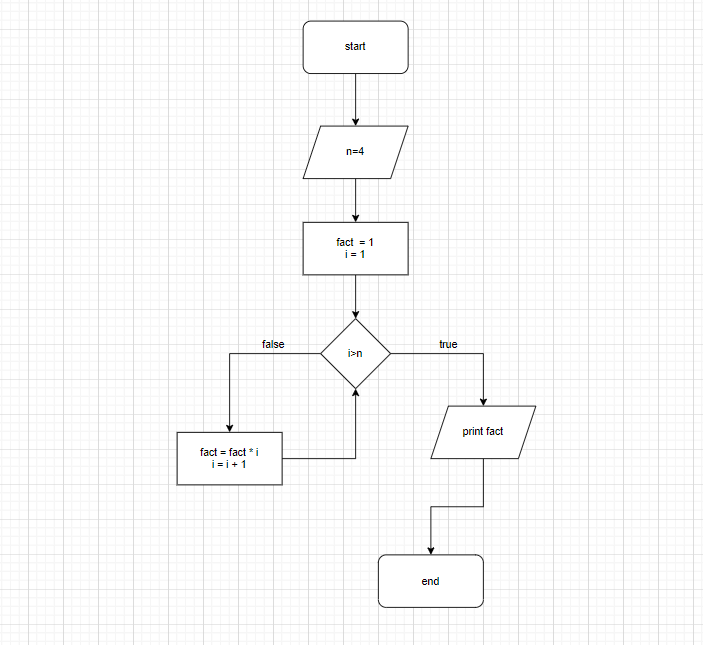 start
n=4
fact  = 1
i = 1
i>n
false
true
fact = fact * i
i = i + 1
print fact
end